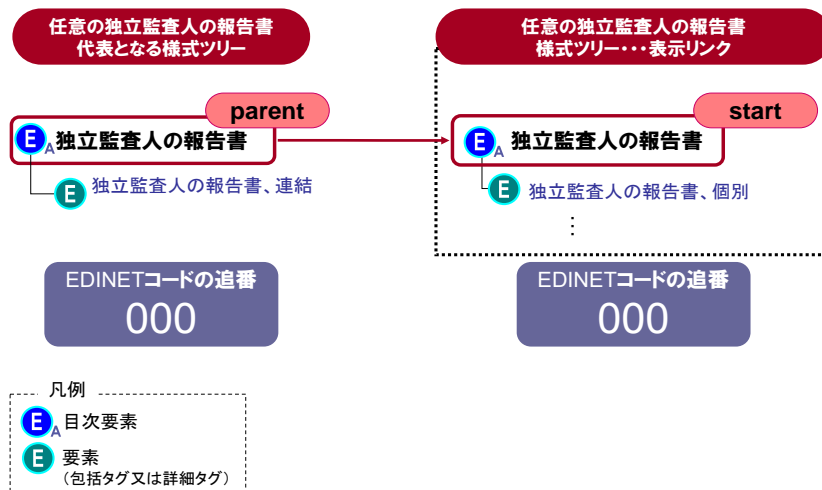 任意の独立監査人の報告書
代表となる様式ツリー
任意の独立監査人の報告書
様式ツリー・・・表示リンク
parent
E A 独立監査人の報告書
E 独立監査人の報告書、連結
start
E A 独立監査人の報告書
E 独立監査人の報告書、個別
⋮
EDINETコードの追番
000
EDINETコードの追番
000
凡例
E A 目次要素
E 要素
（包括タグ又は詳細タグ）